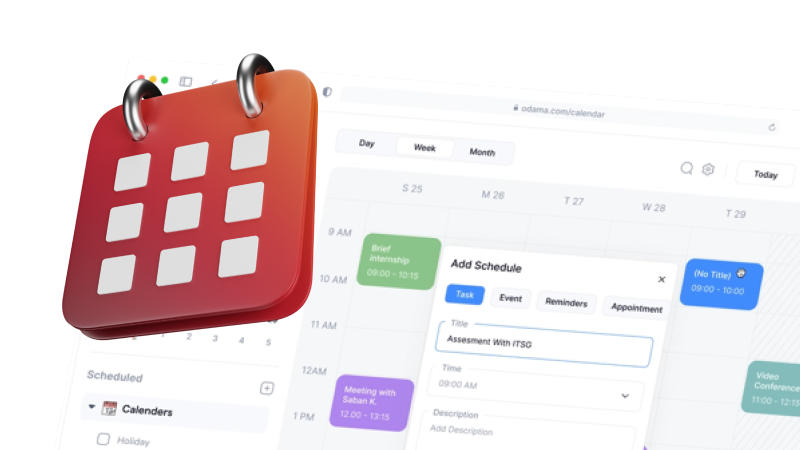 odama.com/calendar
Day
Week
Month
Today
S 25
M 26
T 27
W 28
T 29
9 AM
10 AM
11 AM
12AM
1 PM
Brief
Internship
09:00 - 10:15
Meeting with
Saban K.
12.00 - 13:15
(No Title)
09:00 - 10:00
Video
Conference
11:00 - 12:15
Add Schedule
Task
Event
Reminders
Appointment
Title
Assesment With ITSG
Time
09:00 AM
Description
Add Description
1
2
3
4
5
Scheduled
Calenders
Holiday